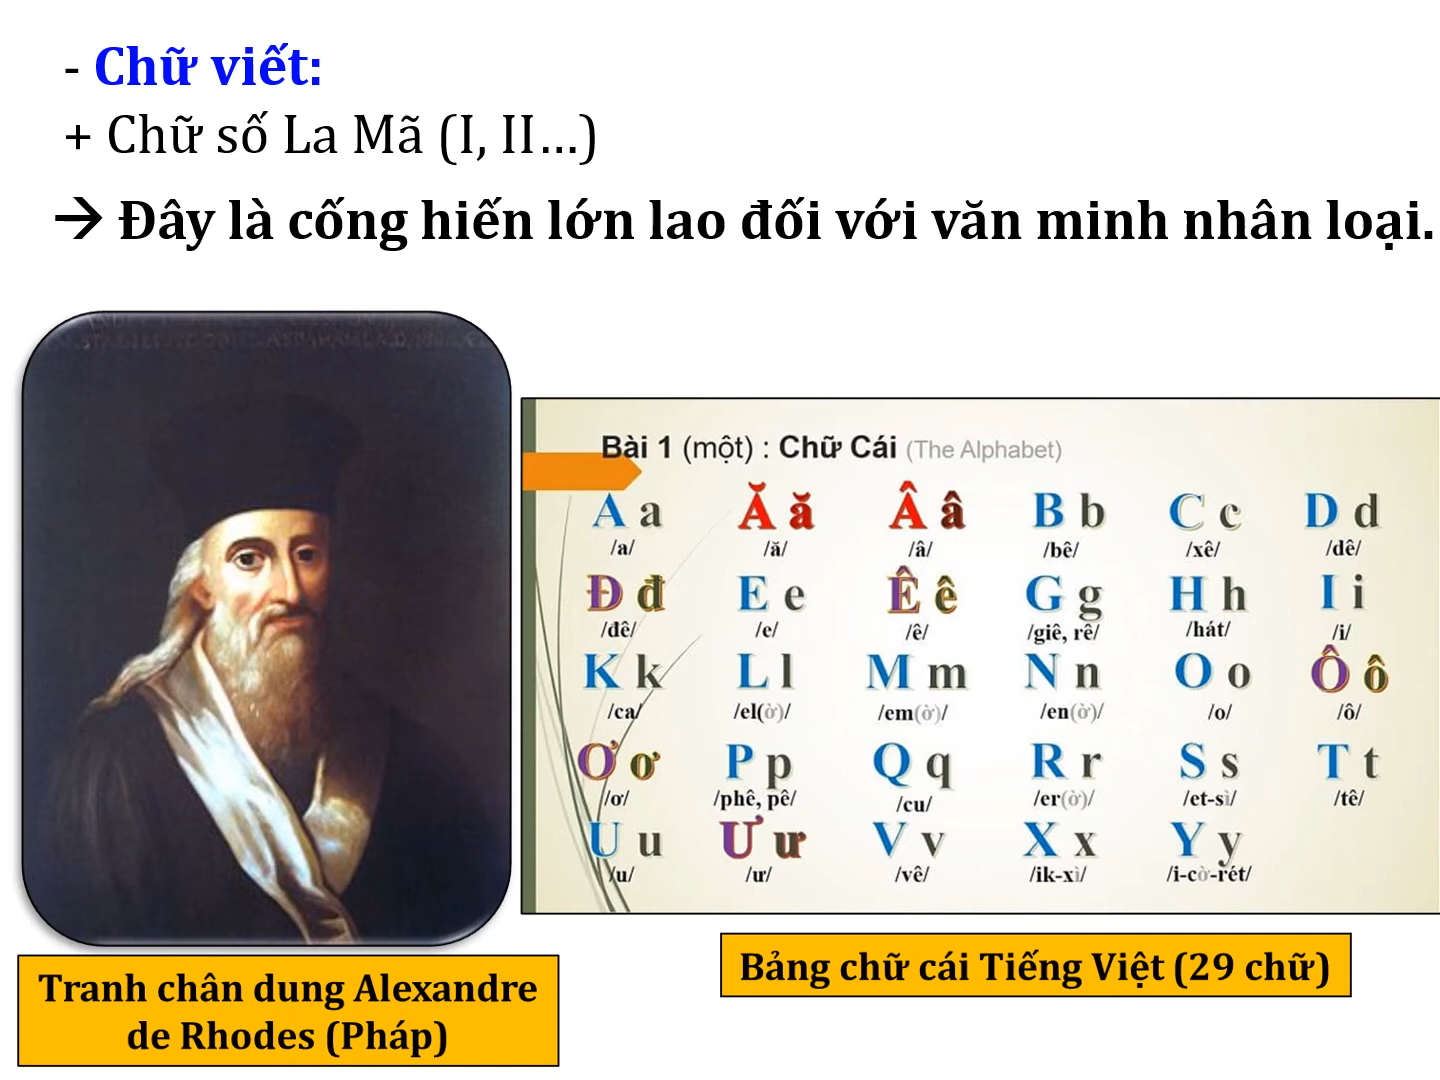 - Chữ viết:
+ Chữ số La Mã (I, II…)
→ Đây là cống hiến lớn lao đối với văn minh nhân loại.
Bài 1 (một) : Chữ Cái (The Alphabet)
A a Ă ă Â â B b C c D d
/a/ /ă/ /â/ /bê/ /xê/ /dê/
Đ đ E e Ê ê G g H h I i
/đê/ /e/ /ê/ /giê, rê/ /hát/ /i/
K k L l M m N n O o Ô ô
/ca/ /el(ờ)/ /em(ờ)/ /en(ờ)/ /o/ /ô/
Ơ ơ P p Q q R r S s T t
/ơ/ /phê, pê/ /cu/ /er(ờ)/ /et-sì/ /tê/
U u Ư ư V v X x Y y
/u/ /ư/ /vê/ /ik-xì/ /i-cờ-rét/
Tranh chân dung Alexandre
de Rhodes (Pháp)
Bảng chữ cái Tiếng Việt (29 chữ)